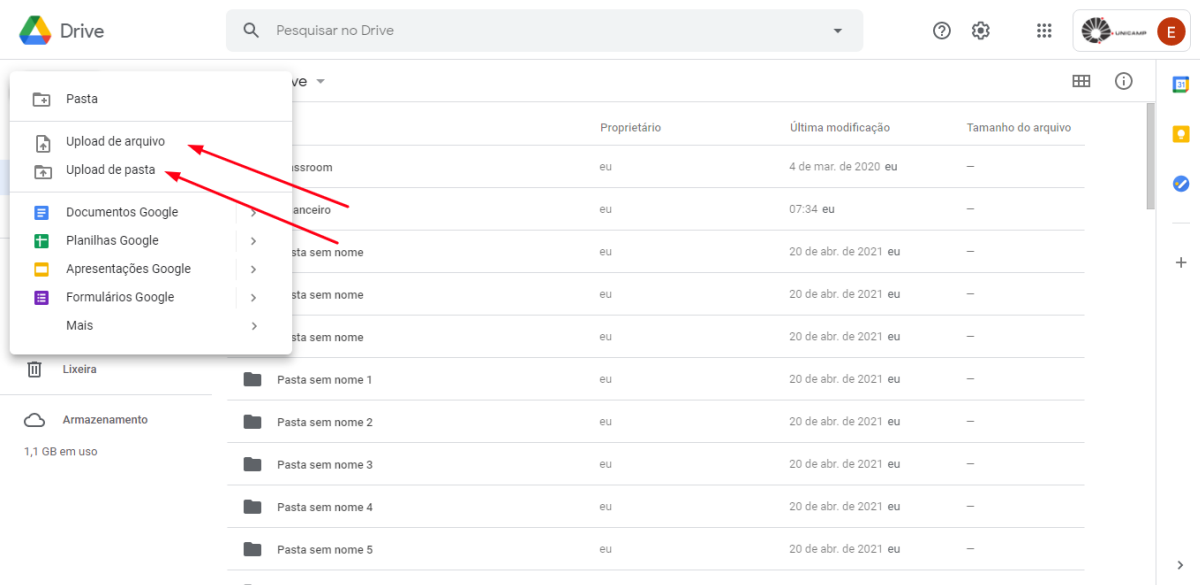 Drive
Pesquisar no Drive
UNICAMP
E
ve
31
Pasta
Upload de arquivo
Upload de pasta
Documentos Google
Planilhas Google
Apresentações Google
Formulários Google
Mais
Lixeira
Armazenamento
1,1 GB em uso
Proprietário Última modificação Tamanho do arquivo
ssroom eu 4 de mar. de 2020 eu –
anceiro eu 07:34 eu –
sta sem nome eu 20 de abr. de 2021 eu –
sta sem nome eu 20 de abr. de 2021 eu –
sta sem nome eu 20 de abr. de 2021 eu –
Pasta sem nome 1 eu 20 de abr. de 2021 eu –
Pasta sem nome 2 eu 20 de abr. de 2021 eu –
Pasta sem nome 3 eu 20 de abr. de 2021 eu –
Pasta sem nome 4 eu 20 de abr. de 2021 eu –
Pasta sem nome 5 eu 20 de abr. de 2021 eu –